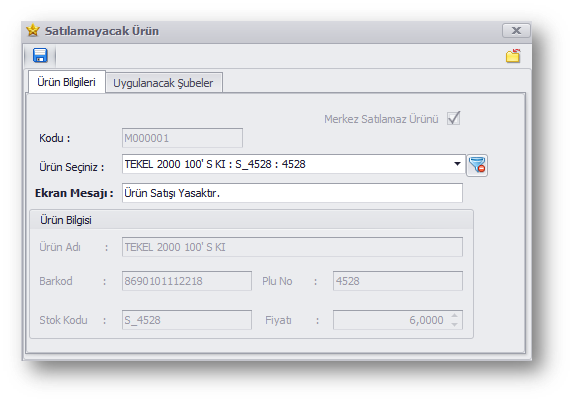 Satılamayacak Ürün
Ürün Bilgileri Uygulanacak Şubeler
Merkez Satılamaz Ürünü
Kodu : M000001
Ürün Seçiniz : TEKEL 2000 100' S KI : S_4528 : 4528
Ekran Mesajı : Ürün Satışı Yasaktır.
Ürün Bilgisi
Ürün Adı : TEKEL 2000 100' S KI
Barkod : 8690101112218 Plu No : 4528
Stok Kodu : S_4528 Fiyatı : 6,0000